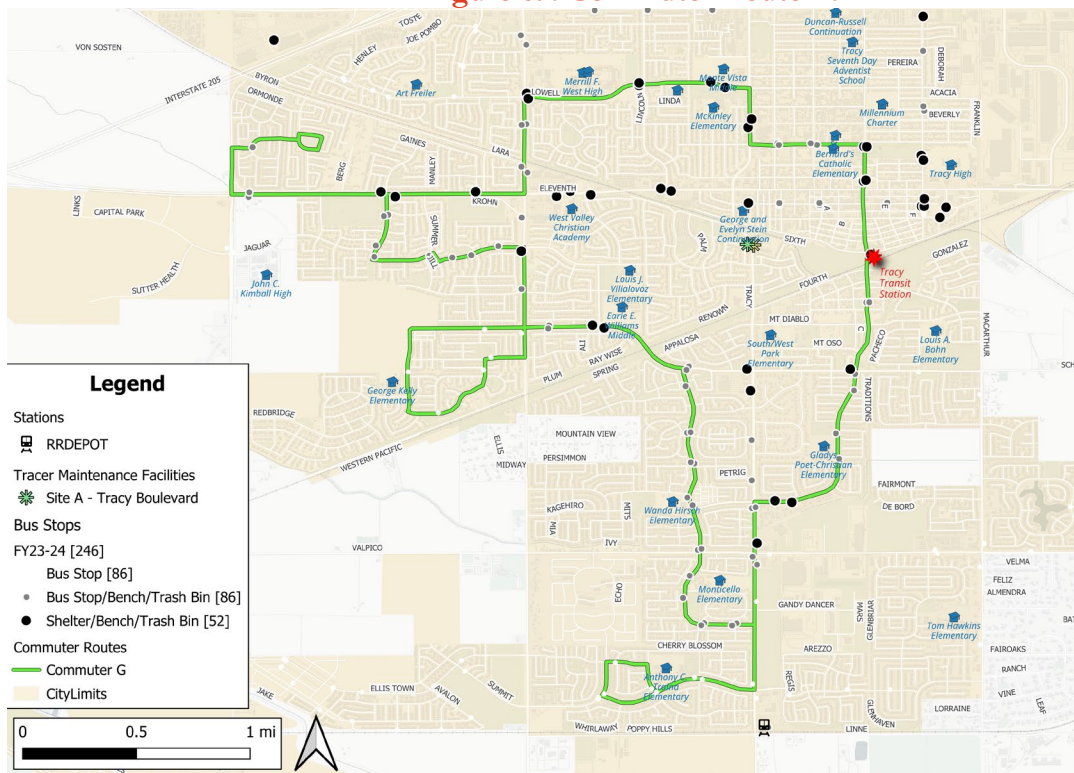 TOSTE
JOE POMBO
HENLEY
VON SOSTEN
INTERSTATE 205
BYRON
ORMONDE
Art Freiler
Merrill F.
West High
LOWELL
LINCOLN
LINDA
Monte Vista
Middle
McKinley
Elementary
Duncan-Russell
Continuation
Tracy
Seventh Day
Adventist
School
PEREIRA
DEBORAH
ACACIA
BEVERLY
FRANKLIN
Millennium
Charter
Bernard's
Catholic Elementary
Tracy High
GAINES
LARA
BERG
MANLEY
KROHN
ELEVENTH
LINKS
CAPITAL PARK
JAGUAR
SUTTER HEALTH
John C.
Kimball High
SUMMER
West Valley
Christian
Academy
PALM
George and
Evelyn Stein
Continuation
SIXTH
A
B
E
F
GONZALEZ
FOURTH
Tracy
Transit
Station
TRACY
Louis J.
Villalovoz
Elementary
Earle E.
Williams
Middle
RENOWN
MT DIABLO
MT OSO
C
PACHECO
MACARTHUR
Louis A.
Bohn
Elementary
ALI
RAY WISE
APPALOSA
SPRING
PLUM
South/West
Park
Elementary
TRADITIONS
George Kelly
Elementary
REDBRIDGE
WESTERN PACIFIC
ELLIS
MIDWAY
MOUNTAIN VIEW
PERSIMMON
PETRIG
Gladys
Poet-Christian
Elementary
FAIRMONT
DE BORD
KAGEHIRO
MIA
MITS
IVY
Wanda Hirsch
Elementary
VALPICO
ECHO
Monticello
Elementary
GANDY DANCER
MARS
GLENBRIAR
VELMA
FELIZ
ALMENDRA
Tom Hawkins
Elementary
CHERRY BLOSSOM
AREZZO
FAIROAKS
RANCH
VINE
LEAF
Anthony C.
Traina
Elementary
REGIS
GLENHAVEN
LORRAINE
JAKE
ELLIS TOWN
AVALON
SUMMIT
WHIRLAWAY
POPPY HILLS
LINNE
Legend
Stations
RRDEPOT
Tracer Maintenance Facilities
Site A - Tracy Boulevard
Bus Stops
FY23-24 [246]
Bus Stop [86]
Bus Stop/Bench/Trash Bin [86]
Shelter/Bench/Trash Bin [52]
Commuter Routes
Commuter G
CityLimits
0 0.5 1 mi